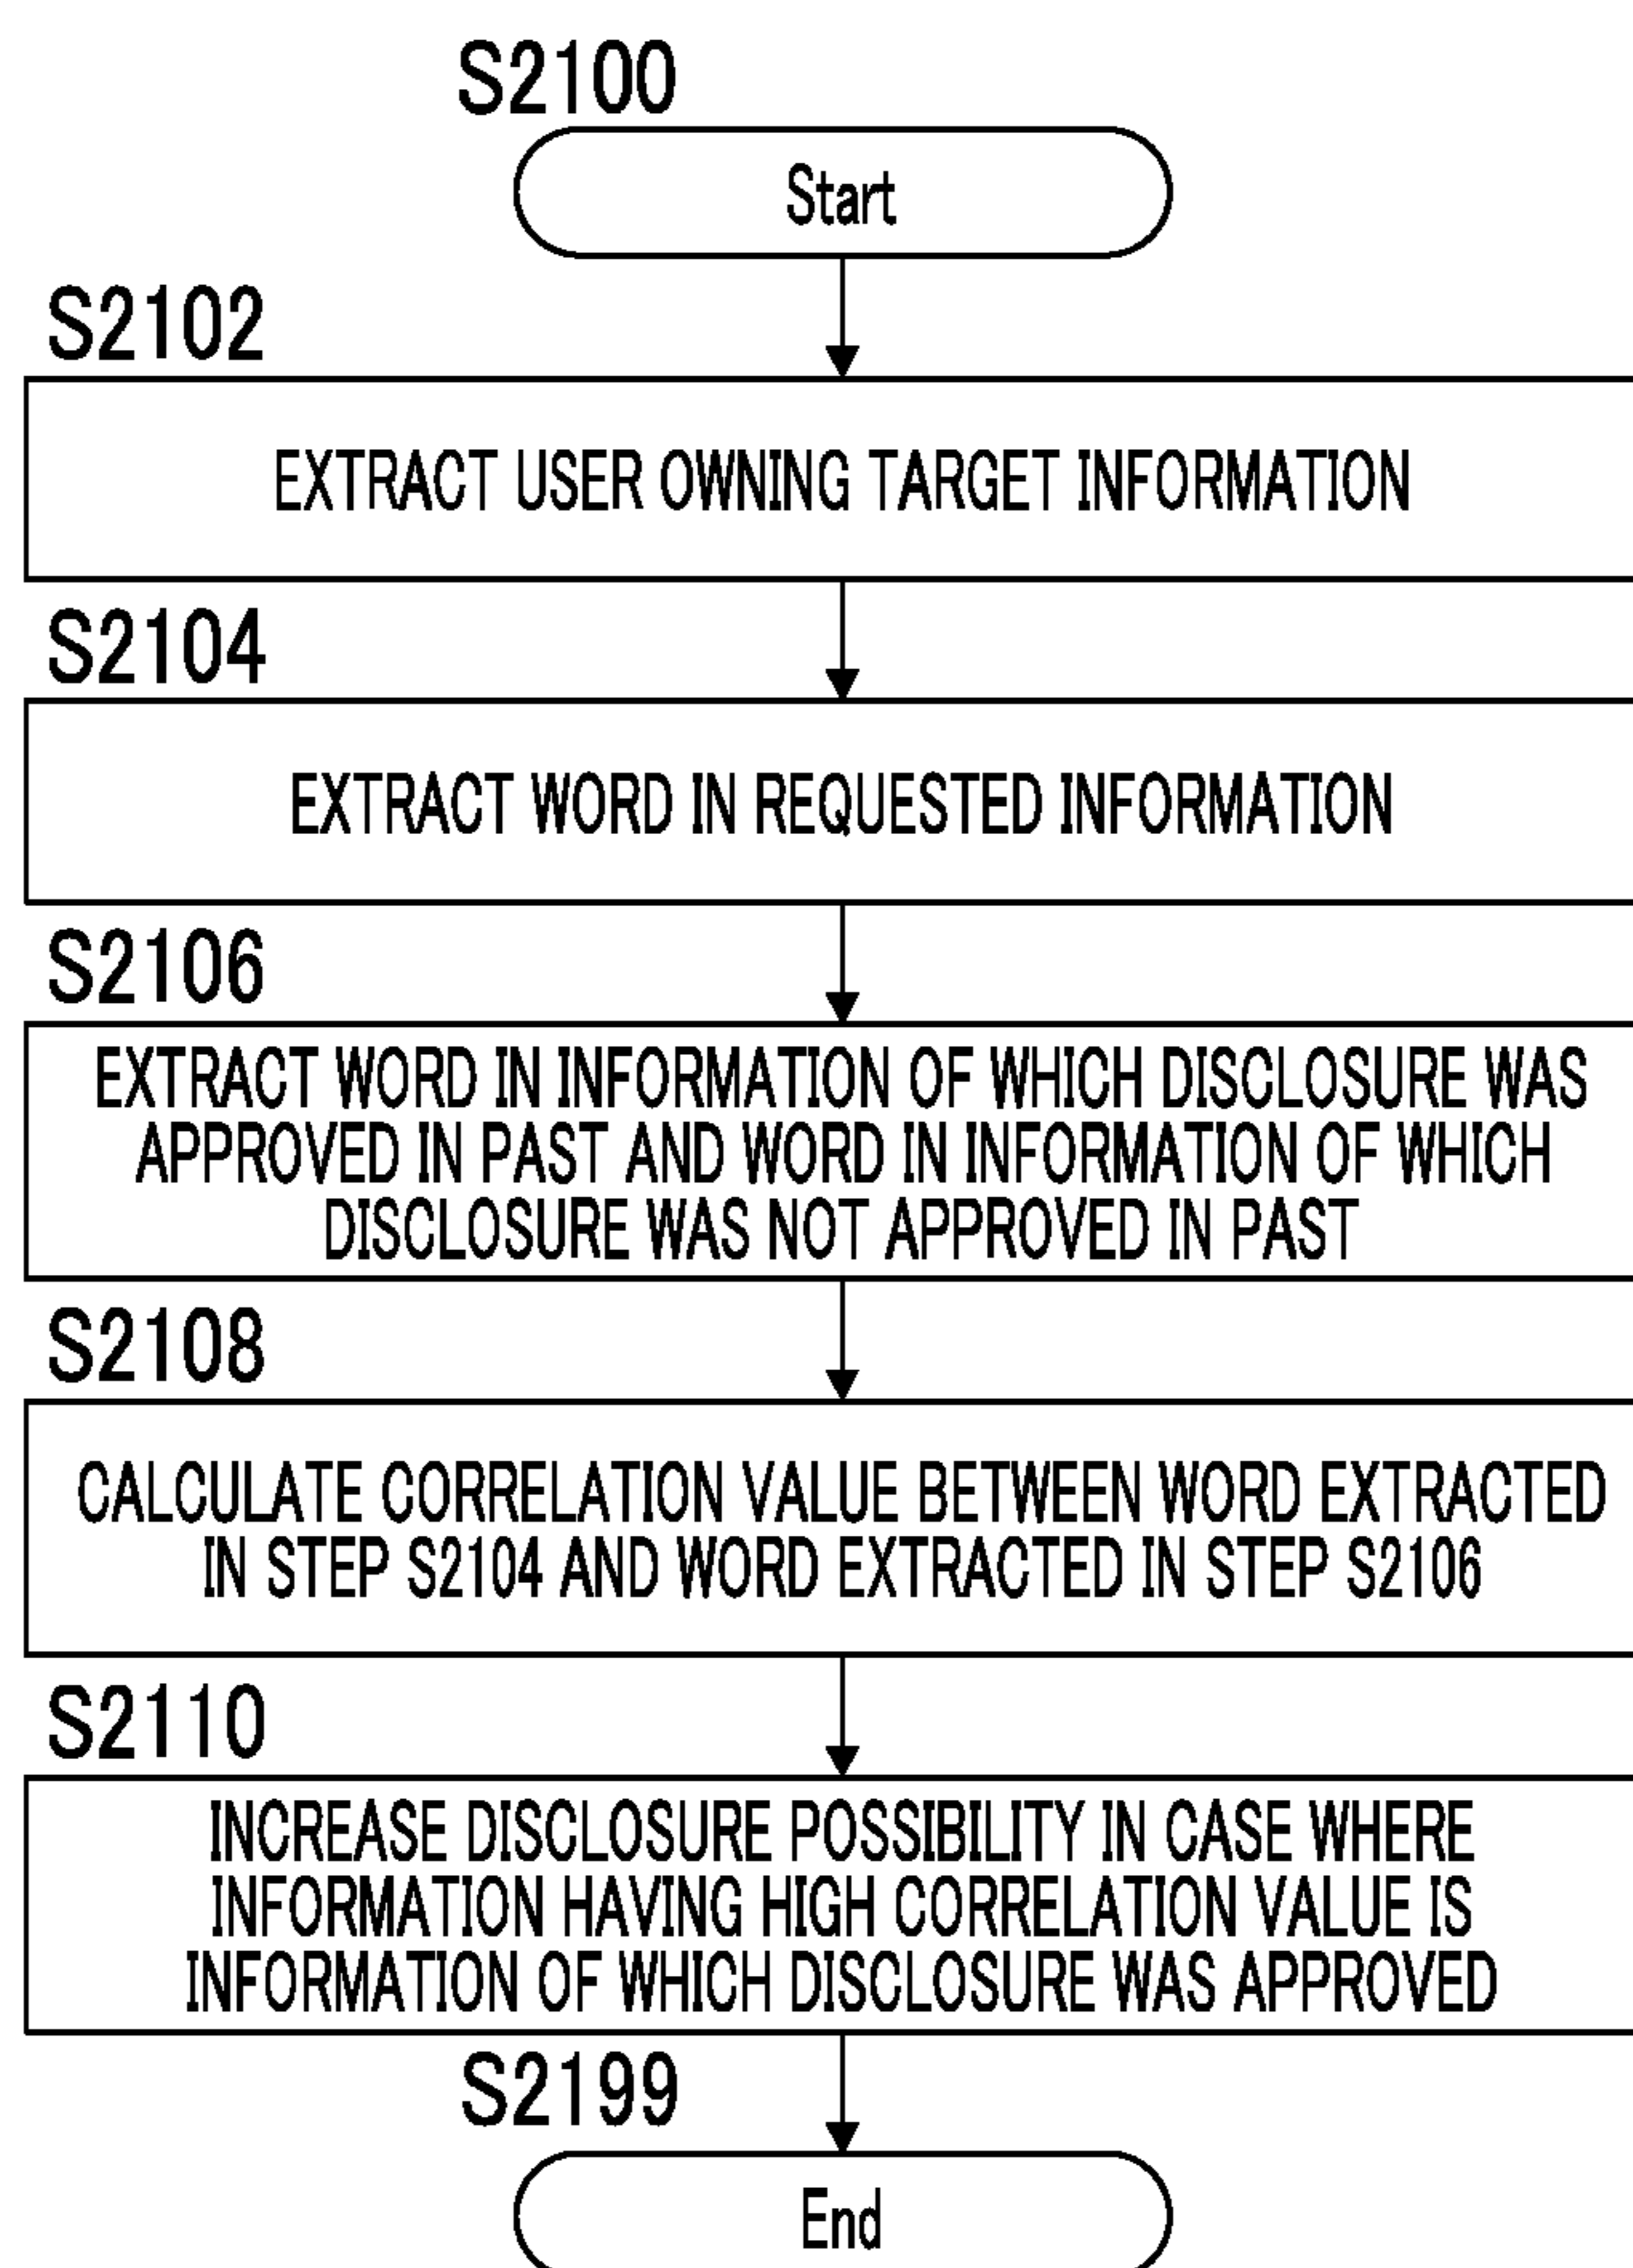 S2100
Start
S2102
EXTRACT USER OWNING TARGET INFORMATION
S2104
EXTRACT WORD IN REQUESTED INFORMATION
S2106
EXTRACT WORD IN INFORMATION OF WHICH DISCLOSURE WAS
APPROVED IN PAST AND WORD IN INFORMATION OF WHICH
DISCLOSURE WAS NOT APPROVED IN PAST
S2108
CALCULATE CORRELATION VALUE BETWEEN WORD EXTRACTED
IN STEP S2104 AND WORD EXTRACTED IN STEP S2106
S2110
INCREASE DISCLOSURE POSSIBILITY IN CASE WHERE
INFORMATION HAVING HIGH CORRELATION VALUE IS
INFORMATION OF WHICH DISCLOSURE WAS APPROVED
S2199
End